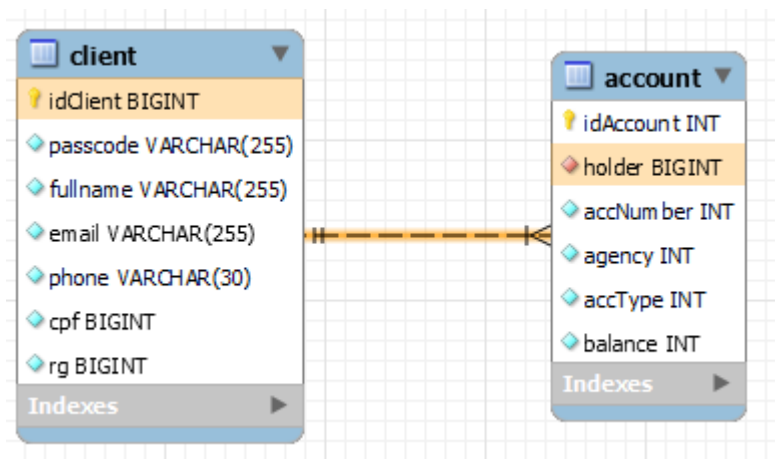 client
idClient BIGINT
passcode VARCHAR(255)
fullname VARCHAR(255)
email VARCHAR(255)
phone VARCHAR(30)
cpf BIGINT
rg BIGINT
Indexes
account
idAccount INT
holder BIGINT
accNumber INT
agency INT
accType INT
balance INT
Indexes